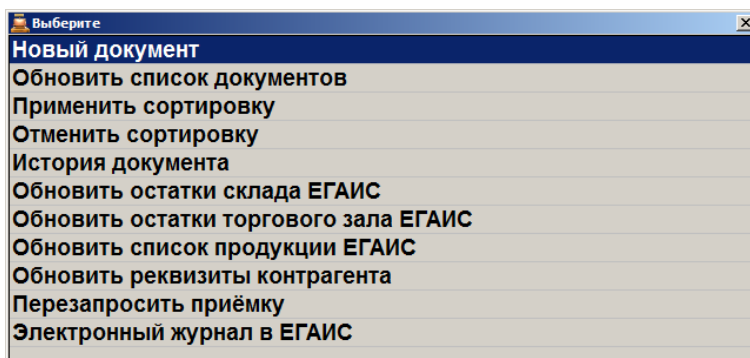 Выберите
Новый документ
Обновить список документов
Применить сортировку
Отменить сортировку
История документа
Обновить остатки склада ЕГАИС
Обновить остатки торгового зала ЕГАИС
Обновить список продукции ЕГАИС
Обновить реквизиты контрагента
Перезапросить приёмку
Электронный журнал в ЕГАИС